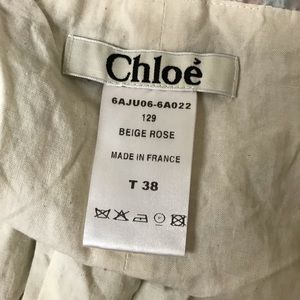 Chloé
6AJU06-6A022
129
BEIGE ROSE
MADE IN FRANCE
T 38